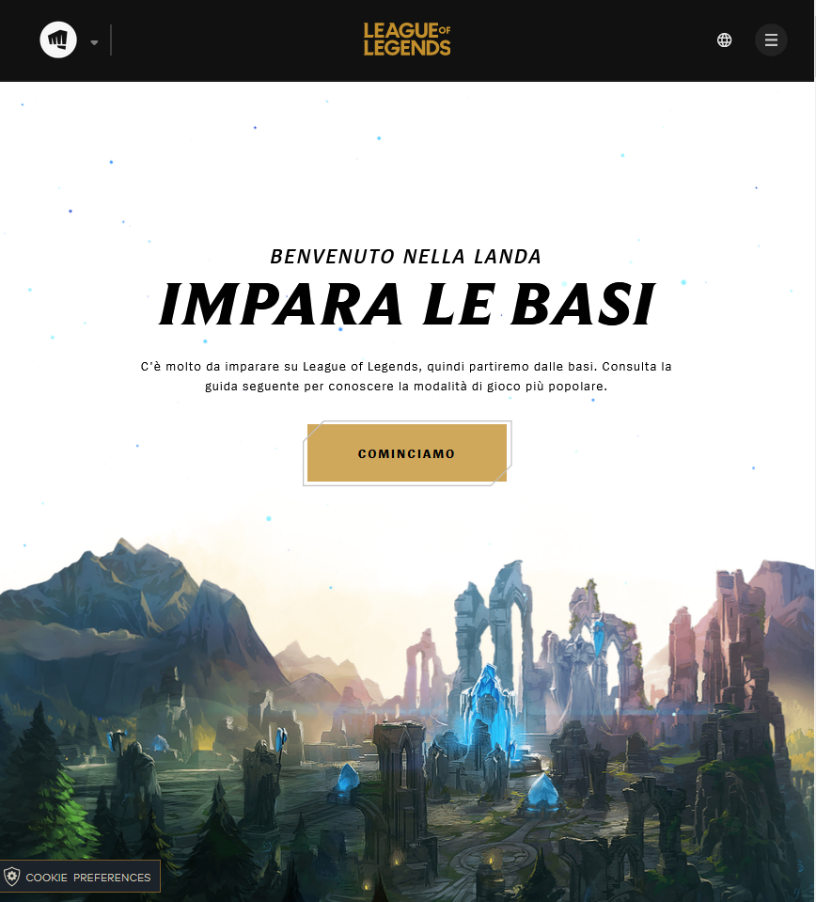 LEAGUE OF
LEGENDS
BENVENUTO NELLA LANDA
IMPARA LE BASI
C'è molto da imparare su League of Legends, quindi partiremo dalle basi. Consulta la
guida seguente per conoscere la modalità di gioco più popolare.
COMINCIAMO
COOKIE PREFERENCES